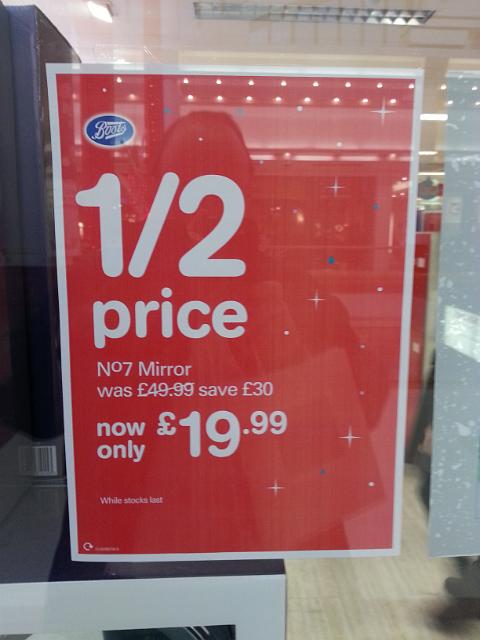 Boots
1/2
price
Nº7 Mirror
was £49.99 save £30
now only £19.99
While stocks last